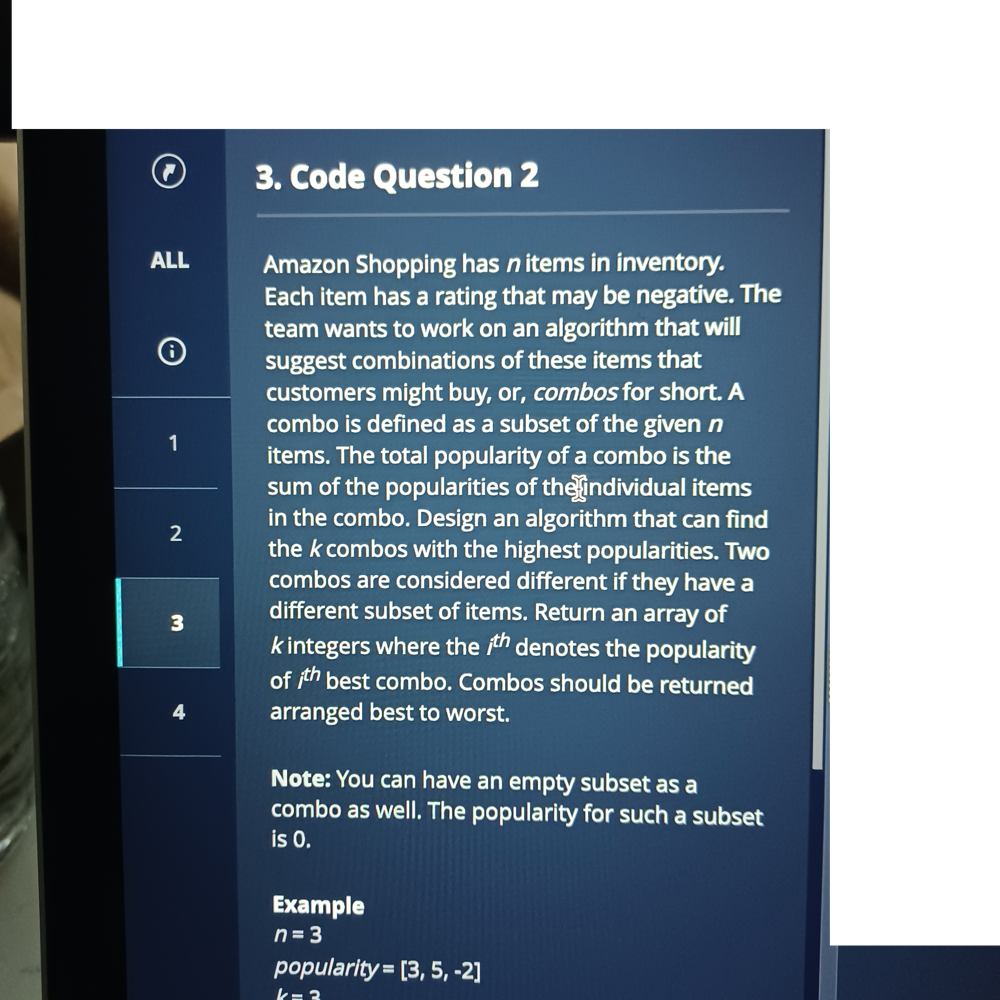 3. Code Question 2
ALL
1
2
3
4
Amazon Shopping has n items in inventory.
Each item has a rating that may be negative. The
team wants to work on an algorithm that will
suggest combinations of these items that
customers might buy, or, combos for short. A
combo is defined as a subset of the given n
items. The total popularity of a combo is the
sum of the popularities of the individual items
in the combo. Design an algorithm that can find
the k combos with the highest popularities. Two
combos are considered different if they have a
different subset of items. Return an array of
k integers where the ith denotes the popularity
of ith best combo. Combos should be returned
arranged best to worst.
Note: You can have an empty subset as a
combo as well. The popularity for such a subset
is 0.
Example
n = 3
popularity = [3, 5, -2]
k = 3